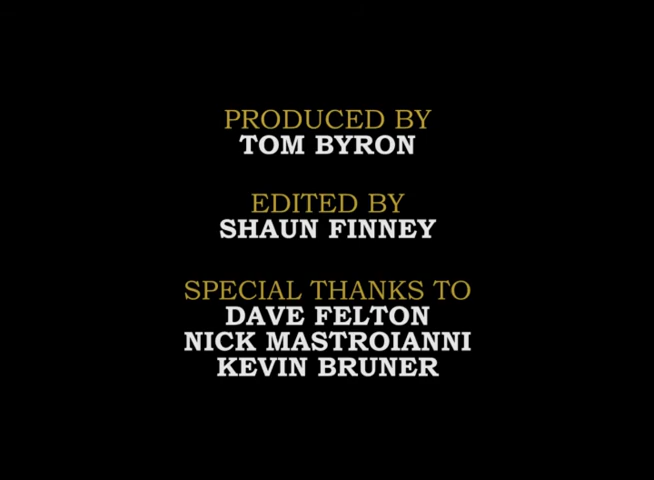 PRODUCED BY
TOM BYRON
EDITED BY
SHAUN FINNEY
SPECIAL THANKS TO
DAVE FELTON
NICK MASTROIANNI
KEVIN BRUNER